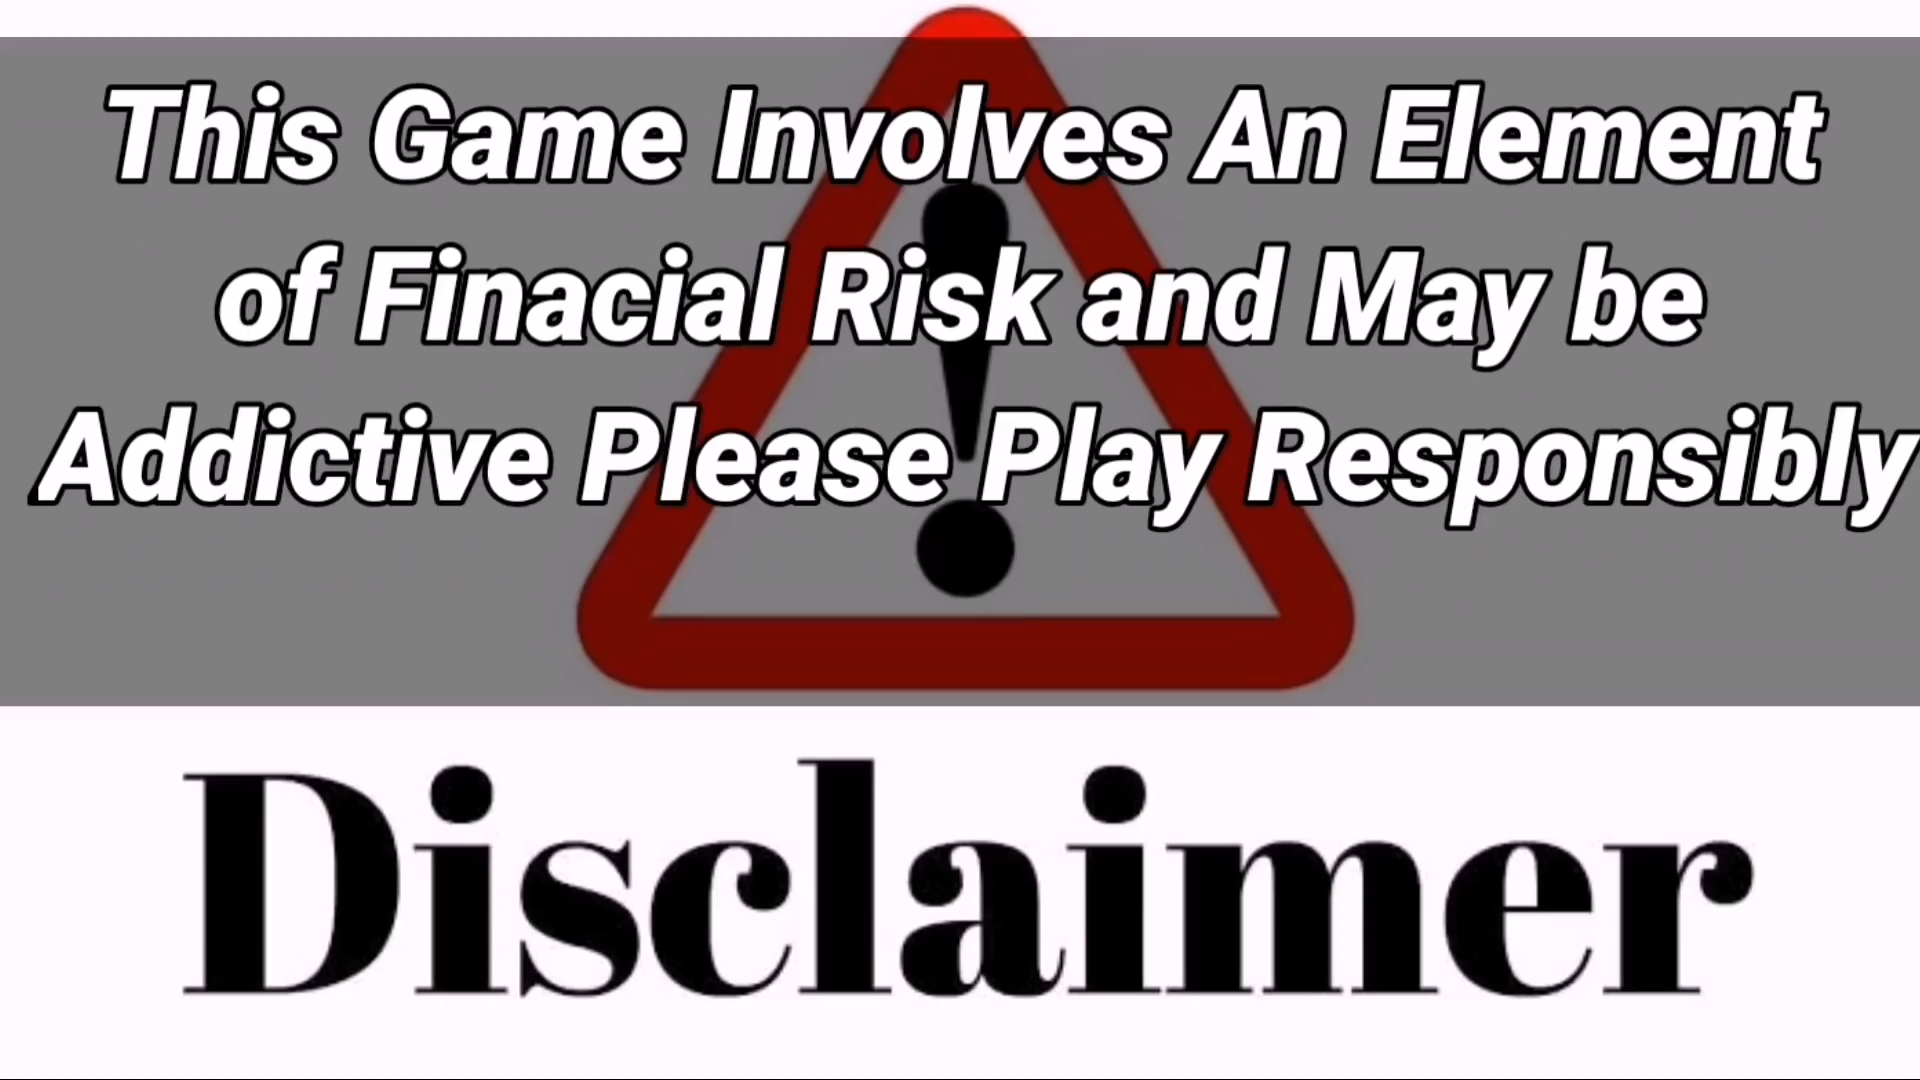 This Game Involves An Element
of Finacial Risk and May be
Addictive Please Play Responsibly
Disclaimer